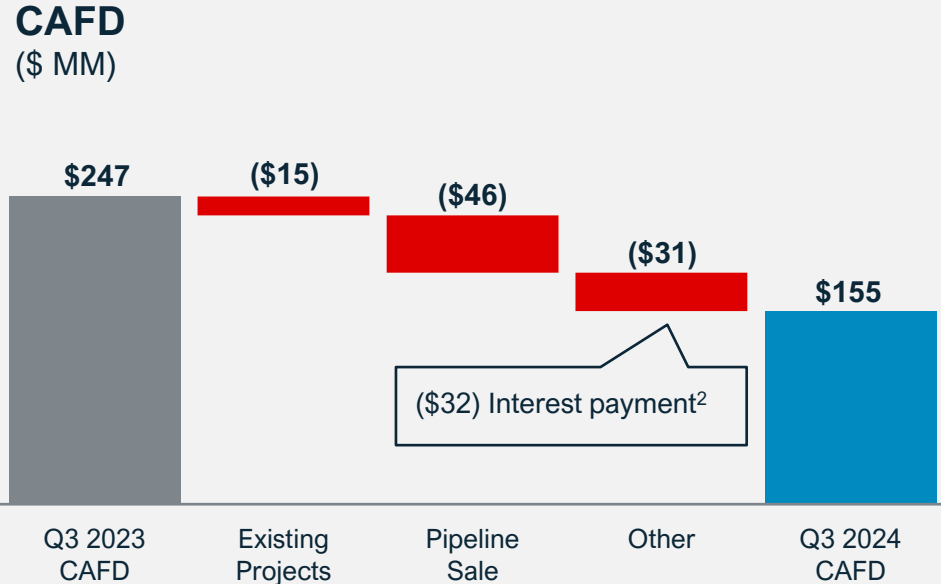 CAFD
($ MM)
$247
($15)
($46)
($31)
$155
($32) Interest payment²
Q3 2023
CAFD
Existing
Projects
Pipeline
Sale
Other
Q3 2024
CAFD